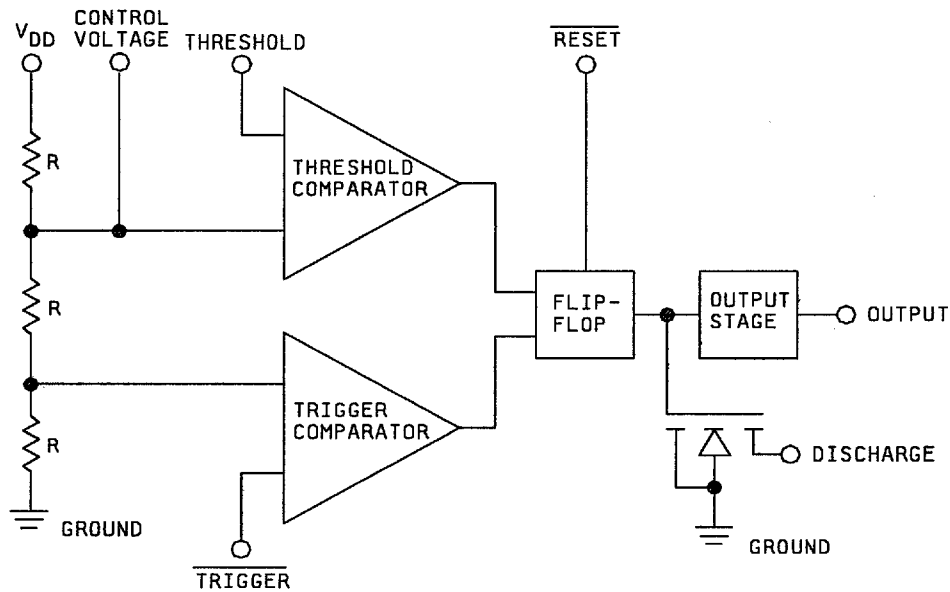 VDD
CONTROL
VOLTAGE
THRESHOLD
RESET
R
THRESHOLD
COMPARATOR
R
FLIP-
FLOP
OUTPUT
STAGE
OUTPUT
R
TRIGGER
COMPARATOR
DISCHARGE
GROUND
GROUND
TRIGGER